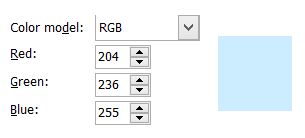 Color model: RGB
Red: 204
Green: 236
Blue: 255